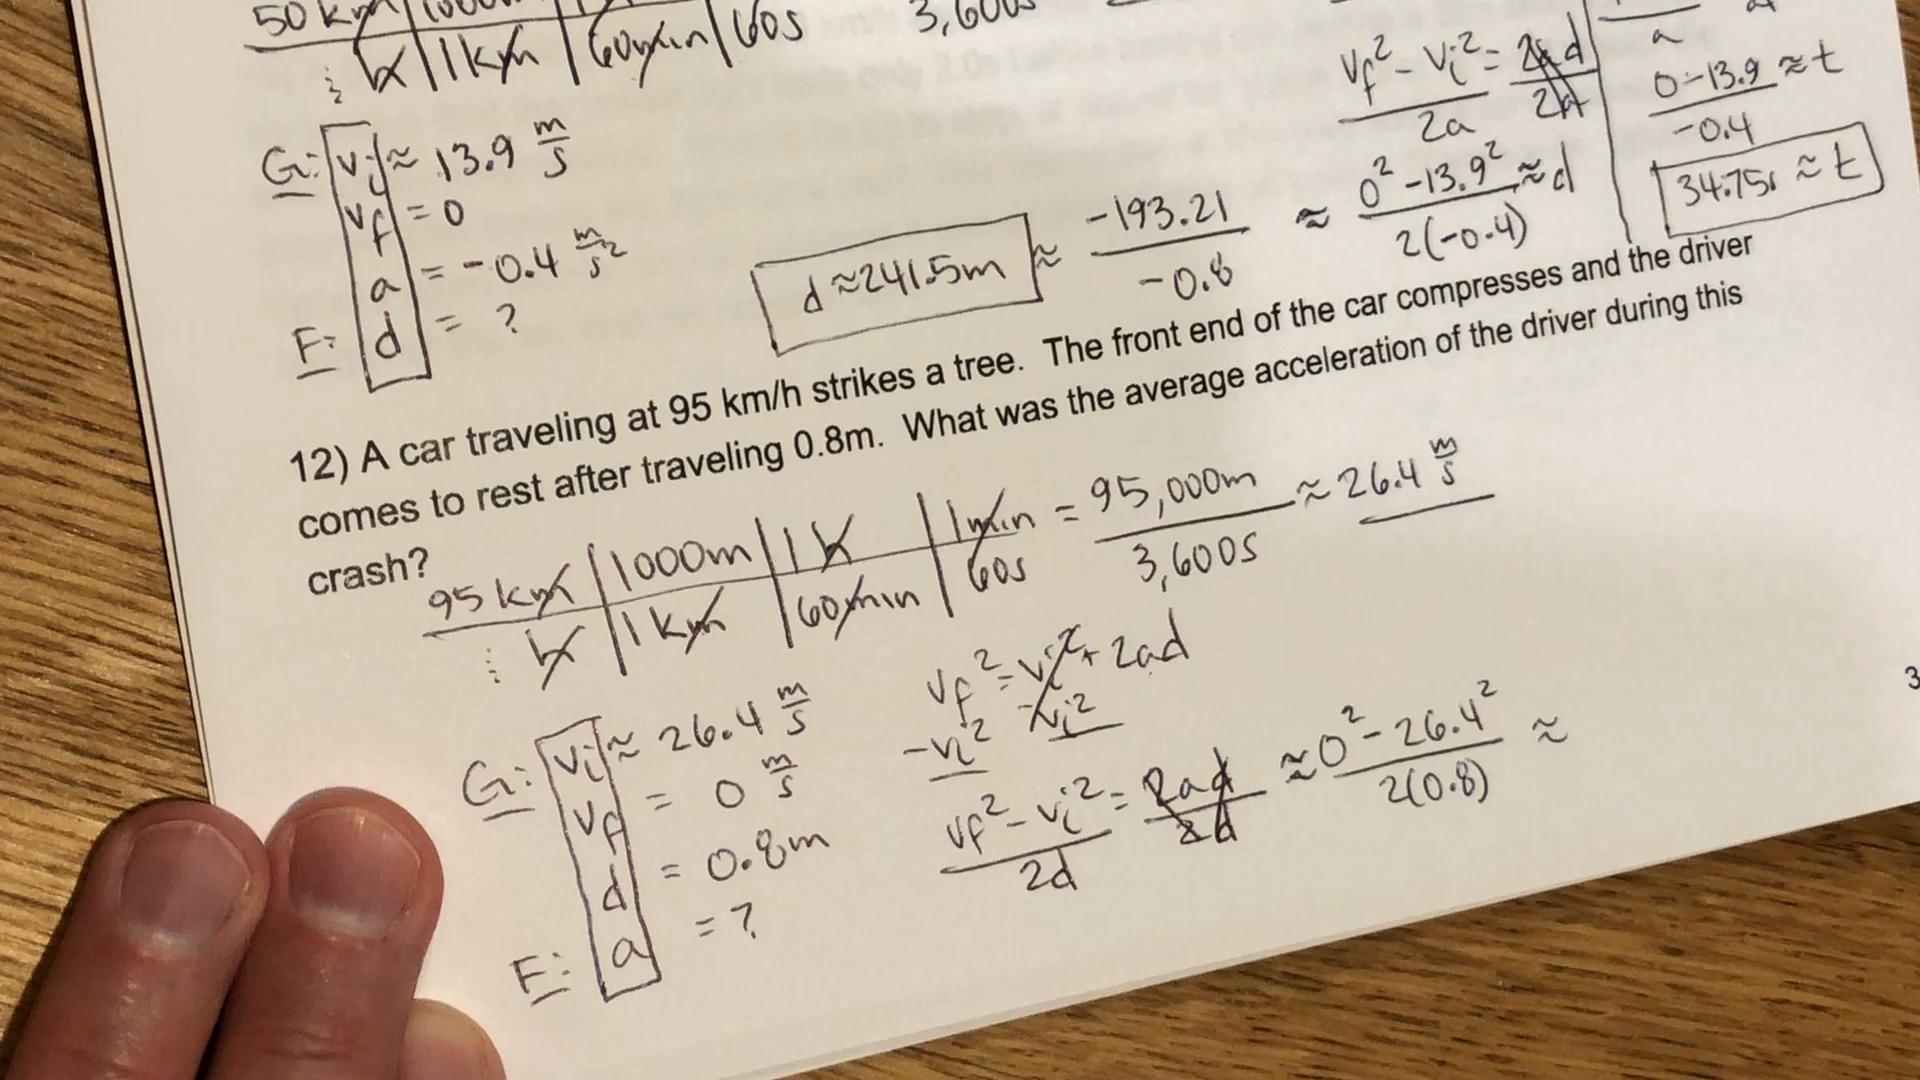 50 km | 1000
h | 1 km | 60 min | 60s 3,600s
G: vi ≈ 13.9 m/s
vf = 0
a = -0.4 m/s²
F: d = ?
vf² - vi² = 2ad
2a 2a
0² - 13.9² ≈ d
2(-0.4)
≈ -193.21
-0.8
d ≈ 241.5m ≈
a
0 - 13.9 ≈ t
-0.4
34.75s ≈ t
12) A car traveling at 95 km/h strikes a tree. The front end of the car compresses and the driver
comes to rest after traveling 0.8m. What was the average acceleration of the driver during this
crash?
95 km | 1000m | 1 h | 1 min = 95,000m ≈ 26.4 m/s
h | 1 km | 60 min | 60s 3,600s
G: vi ≈ 26.4 m/s
vf = 0 m/s
d = 0.8m
F: a = ?
vf² = vi² + 2ad
-vi² -vi²
vf² - vi² = 2ad ≈ 0² - 26.4² ≈
2d 2d 2(0.8)
3